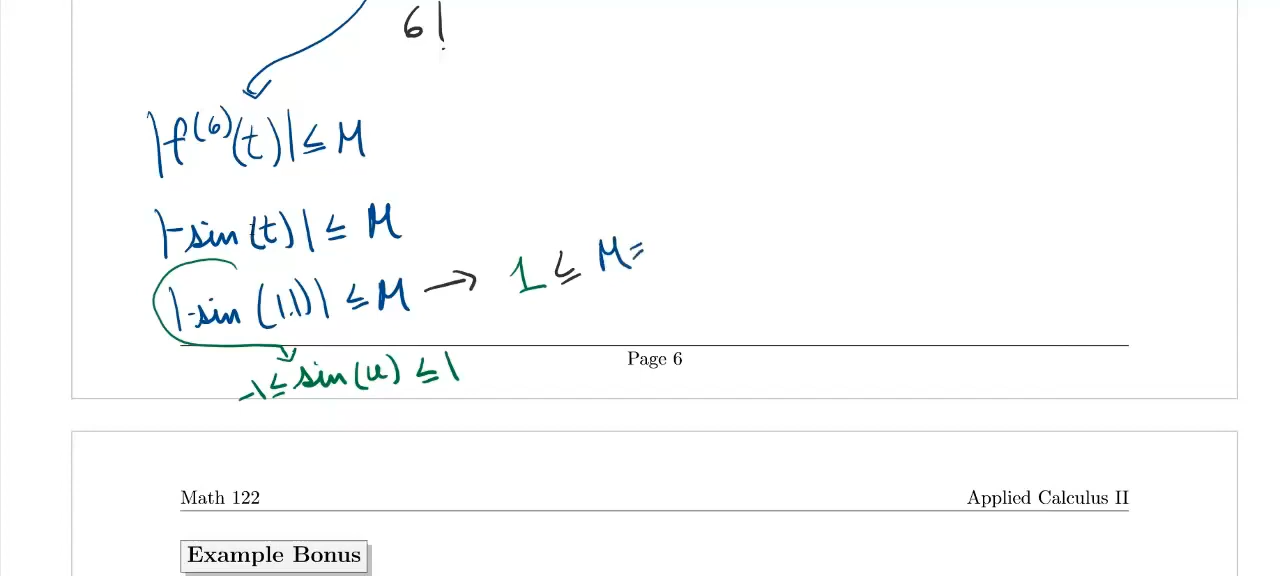 6!
|f⁽⁶⁾(t)| ≤ M
|-sin(t)| ≤ M
|-sin(1.1)| ≤ M → 1 ≤ M =
-1 ≤ sin(u) ≤ 1
Page 6
Math 122 Applied Calculus II
Example Bonus